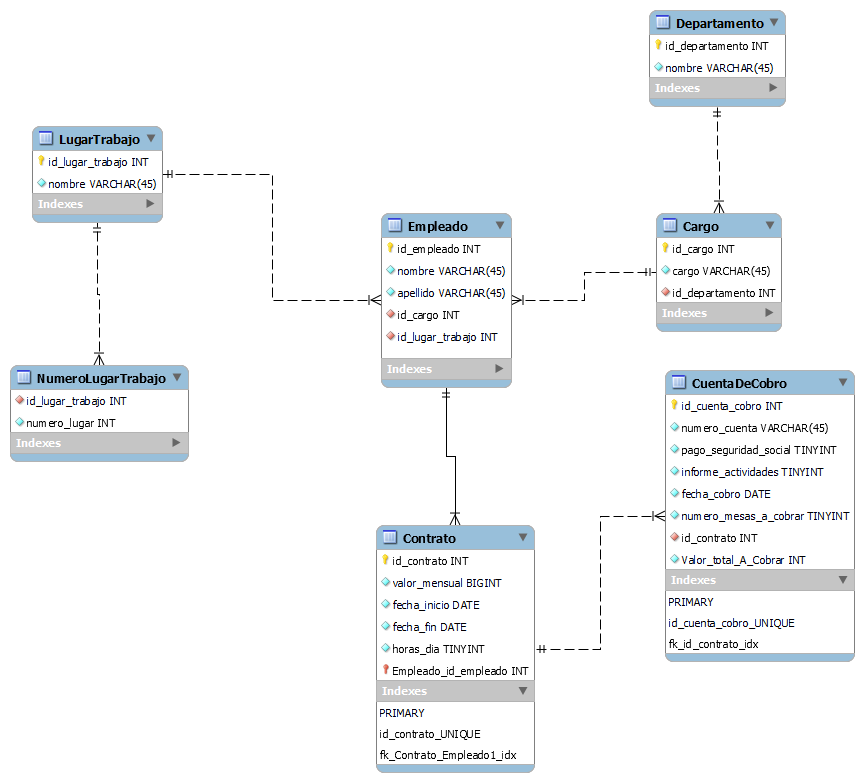 Departamento
id_departamento INT
nombre VARCHAR(45)
Indexes
LugarTrabajo
id_lugar_trabajo INT
nombre VARCHAR(45)
Indexes
Empleado
id_empleado INT
nombre VARCHAR(45)
apellido VARCHAR(45)
id_cargo INT
id_lugar_trabajo INT
Indexes
Cargo
id_cargo INT
cargo VARCHAR(45)
id_departamento INT
Indexes
NumeroLugarTrabajo
id_lugar_trabajo INT
numero_lugar INT
Indexes
CuentaDeCobro
id_cuenta_cobro INT
numero_cuenta VARCHAR(45)
pago_seguridad_social TINYINT
informe_actividades TINYINT
fecha_cobro DATE
numero_mesas_a_cobrar TINYINT
id_contrato INT
Valor_total_A_Cobrar INT
Indexes
PRIMARY
id_cuenta_cobro_UNIQUE
fk_id_contrato_idx
Contrato
id_contrato INT
valor_mensual BIGINT
fecha_inicio DATE
fecha_fin DATE
horas_dia TINYINT
Empleado_id_empleado INT
Indexes
PRIMARY
id_contrato_UNIQUE
fk_Contrato_Empleado1_idx